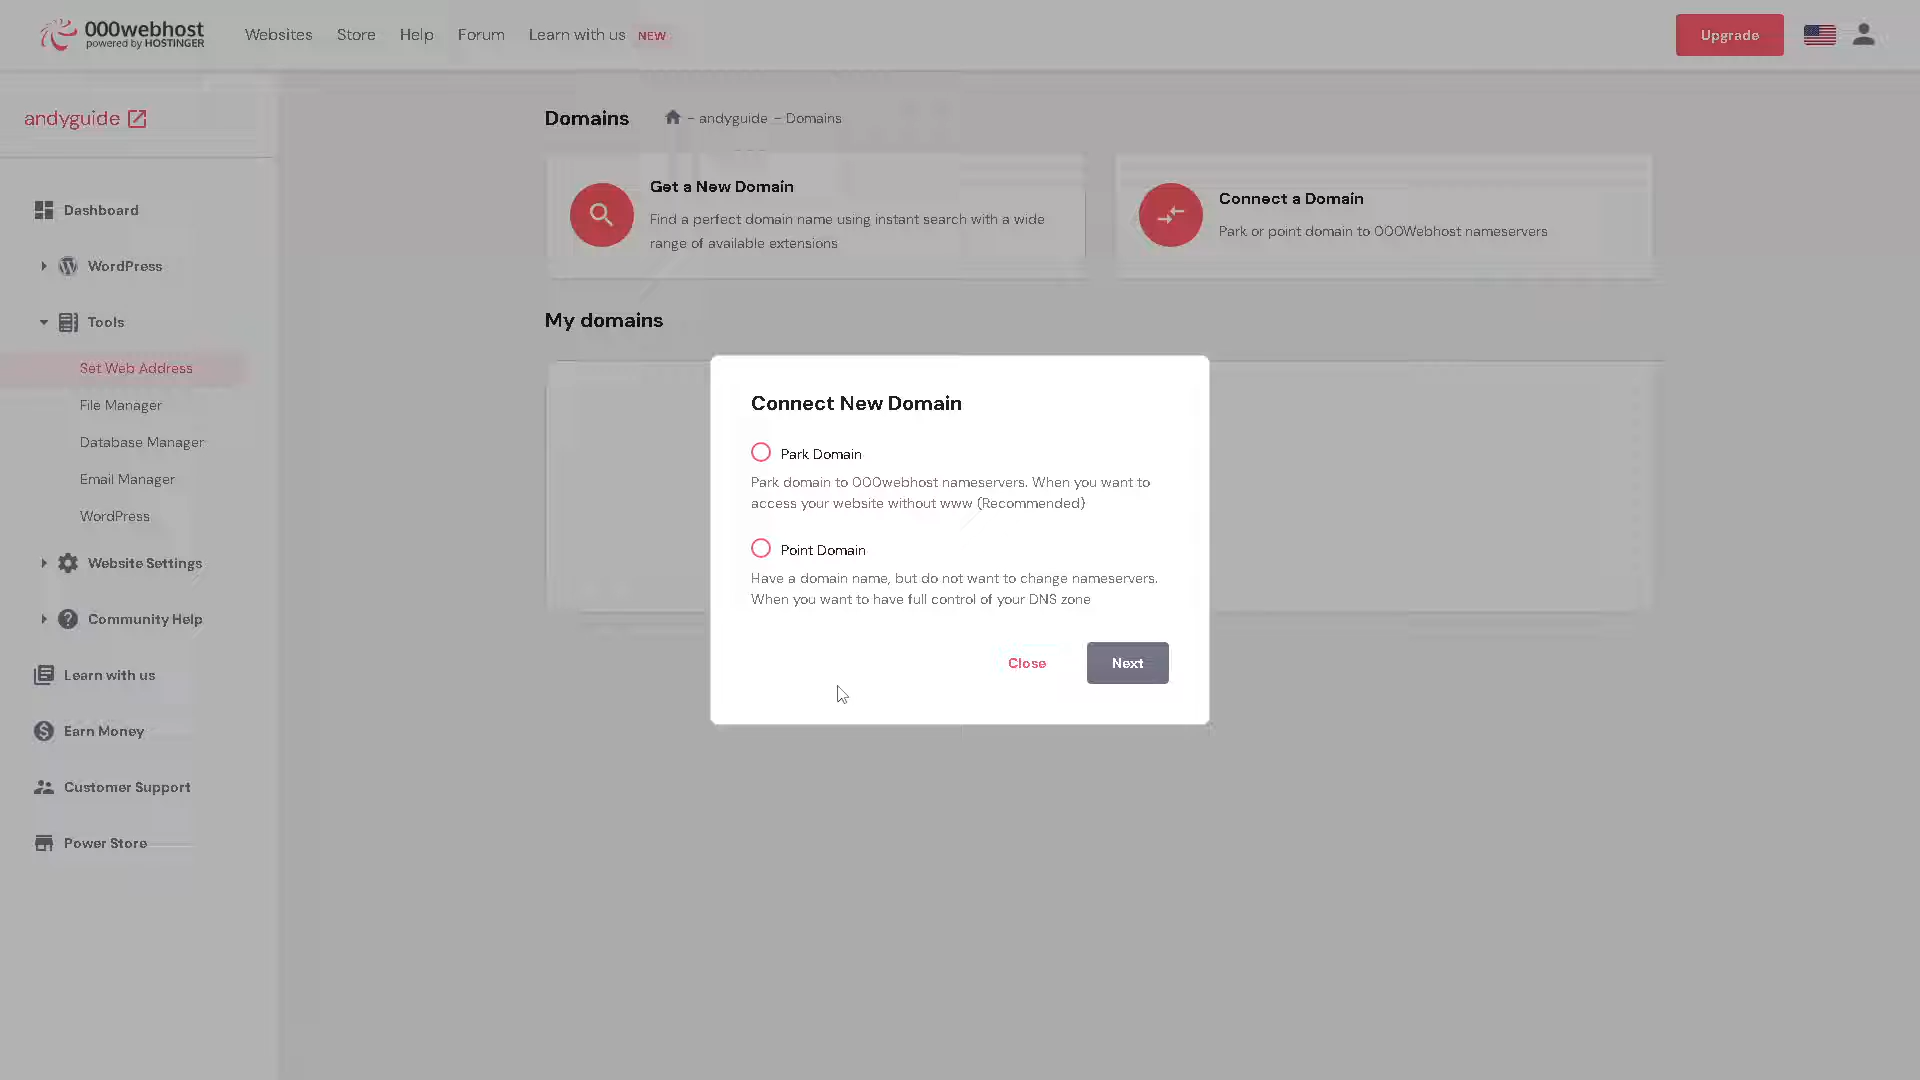 000webhost
powered by HOSTINGER
Websites
Store
Help
Forum
Learn with us
NEW
Upgrade
andyguide
Domains
– andyguide – Domains
Dashboard
WordPress
Tools
Set Web Address
File Manager
Database Manager
Email Manager
WordPress
Website Settings
Community Help
Learn with us
Earn Money
Customer Support
Power Store
Get a New Domain
Find a perfect domain name using instant search with a wide
range of available extensions
Connect a Domain
Park or point domain to 000Webhost nameservers
My domains
Connect New Domain
Park Domain
Park domain to 000webhost nameservers. When you want to
access your website without www (Recommended}
Point Domain
Have a domain name, but do not want to change nameservers.
When you want to have full control of your DNS zone
Close
Next